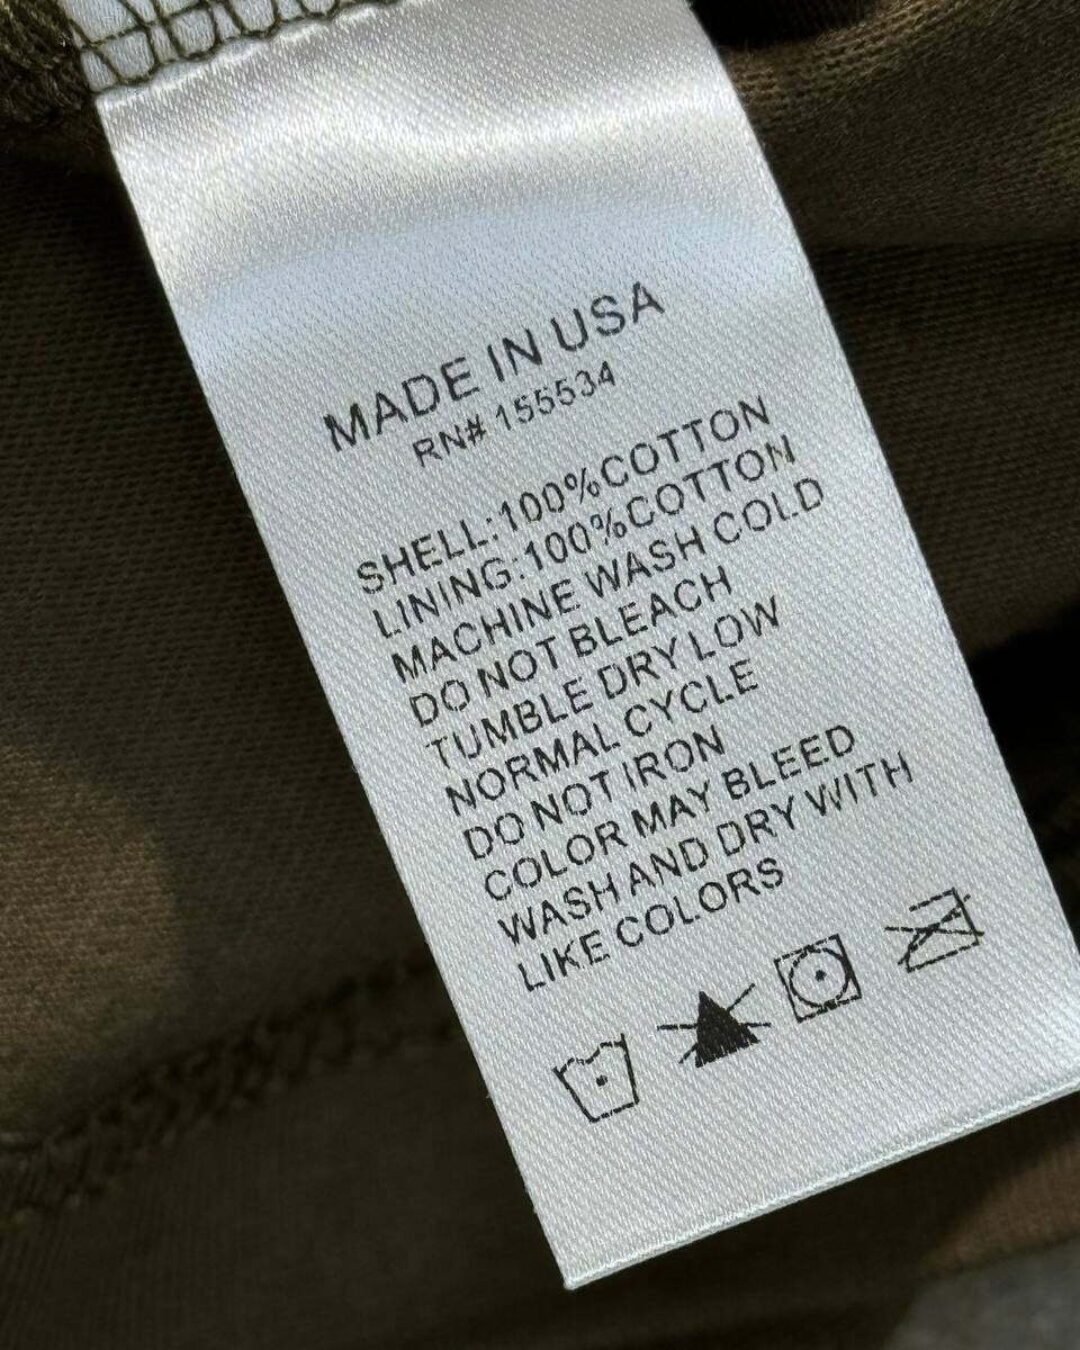 MADE IN USA
RN# 155534
SHELL:100%COTTON
LINING:100%COTTON
MACHINE WASH COLD
DO NOT BLEACH
TUMBLE DRY LOW
NORMAL CYCLE
DO NOT IRON
COLOR MAY BLEED
WASH AND DRY WITH
LIKE COLORS